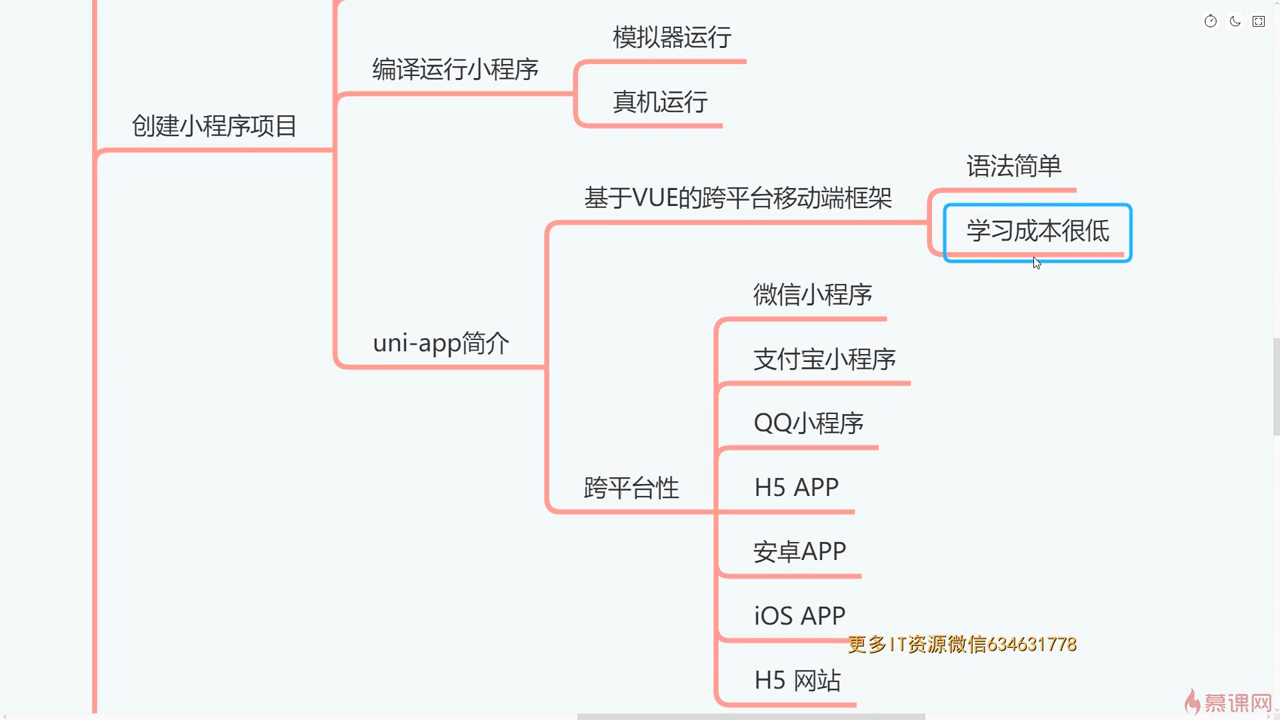 模拟器运行
编译运行小程序
真机运行
创建小程序项目
语法简单
基于VUE的跨平台移动端框架
学习成本很低
微信小程序
uni-app简介
支付宝小程序
QQ小程序
跨平台性
H5 APP
安卓APP
iOS APP
更多IT资源微信634631778
H5 网站
慕课网